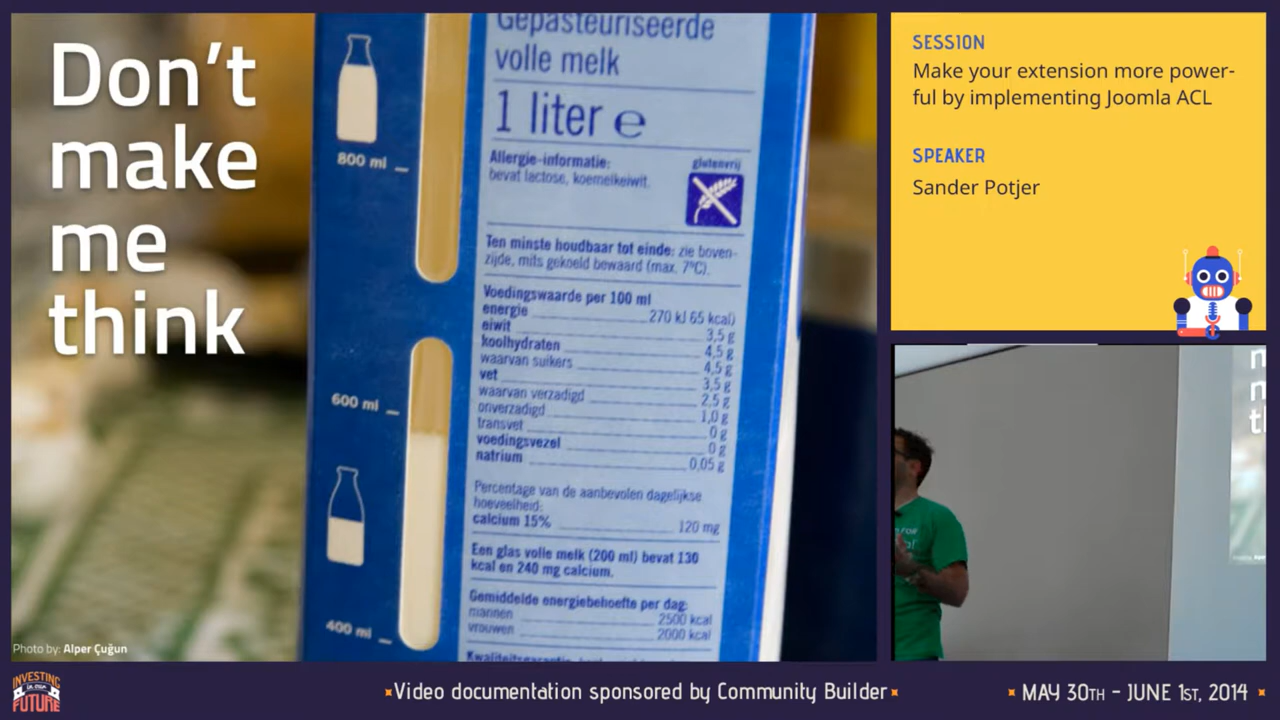 Don't
make
me
think
Gepasteuriseerde
volle melk
1 liter e
Allergie-informatie:
bevat lactose, koemelkeiwit.
glutenvrij
Ten minste houdbaar tot einde: zie boven-
zijde, mits gekoeld bewaard (max. 7°C).
Voedingswaarde per 100 ml
energie 270 kJ 65 kcal)
eiwit 3,5 g
koolhydraten 4,5 g
waarvan suikers 4,5 g
vet 3,5 g
waarvan verzadigd 2,5 g
onverzadigd 1,0 g
transvet 0 g
voedingsvezel 0 g
natrium 0,05 g
Percentage van de aanbevolen dagelijkse
hoeveelheid:
calcium 15% 120 mg
Een glas volle melk (200 ml) bevat 130
kcal en 240 mg calcium.
Gemiddelde energiebehoefte per dag:
mannen 2500 kcal
vrouwen 2000 kcal
800 ml
600 ml
400 ml
Photo by: Alper Çuğun
SESSION
Make your extension more power-
ful by implementing Joomla ACL
SPEAKER
Sander Potjer
INVESTING
IN OUR
FUTURE
Video documentation sponsored by Community Builder
MAY 30TH - JUNE 1ST, 2014